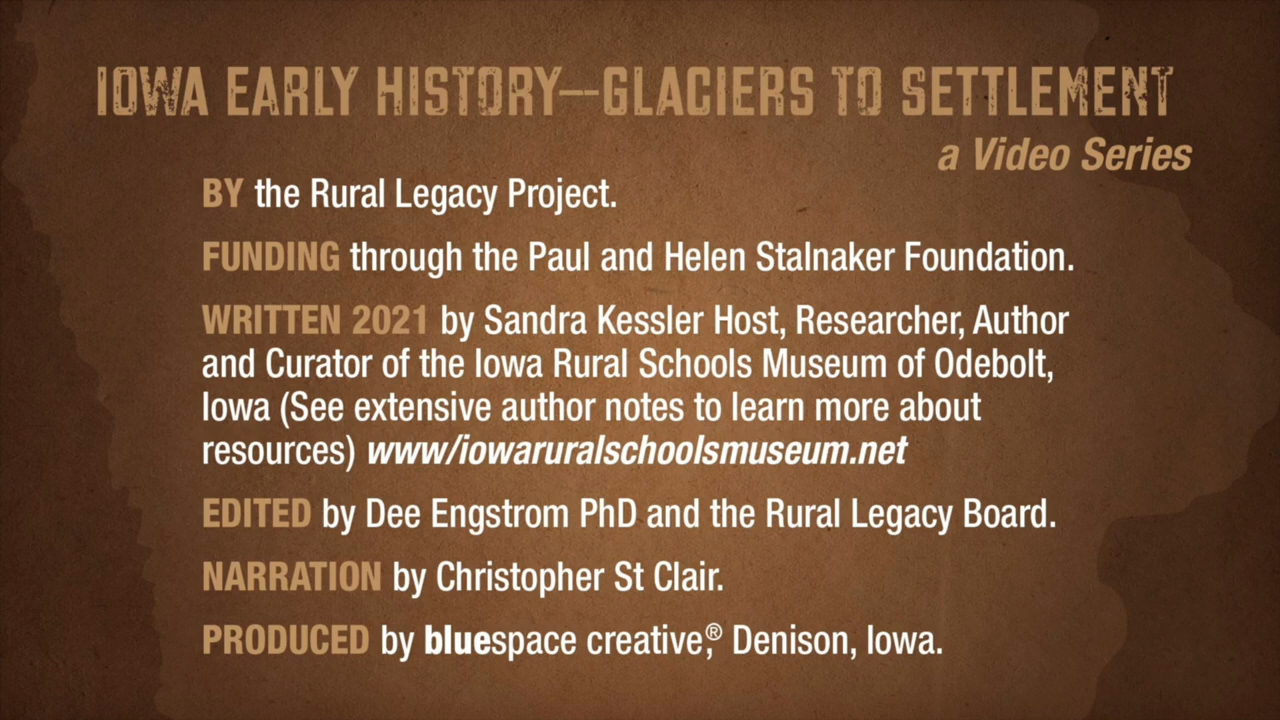 IOWA EARLY HISTORY—GLACIERS TO SETTLEMENT
a Video Series
BY the Rural Legacy Project.
FUNDING through the Paul and Helen Stalnaker Foundation.
WRITTEN 2021 by Sandra Kessler Host, Researcher, Author
and Curator of the Iowa Rural Schools Museum of Odebolt,
Iowa (See extensive author notes to learn more about
resources) www/iowaruralschoolsmuseum.net
EDITED by Dee Engstrom PhD and the Rural Legacy Board.
NARRATION by Christopher St Clair.
PRODUCED by bluespace creative,® Denison, Iowa.